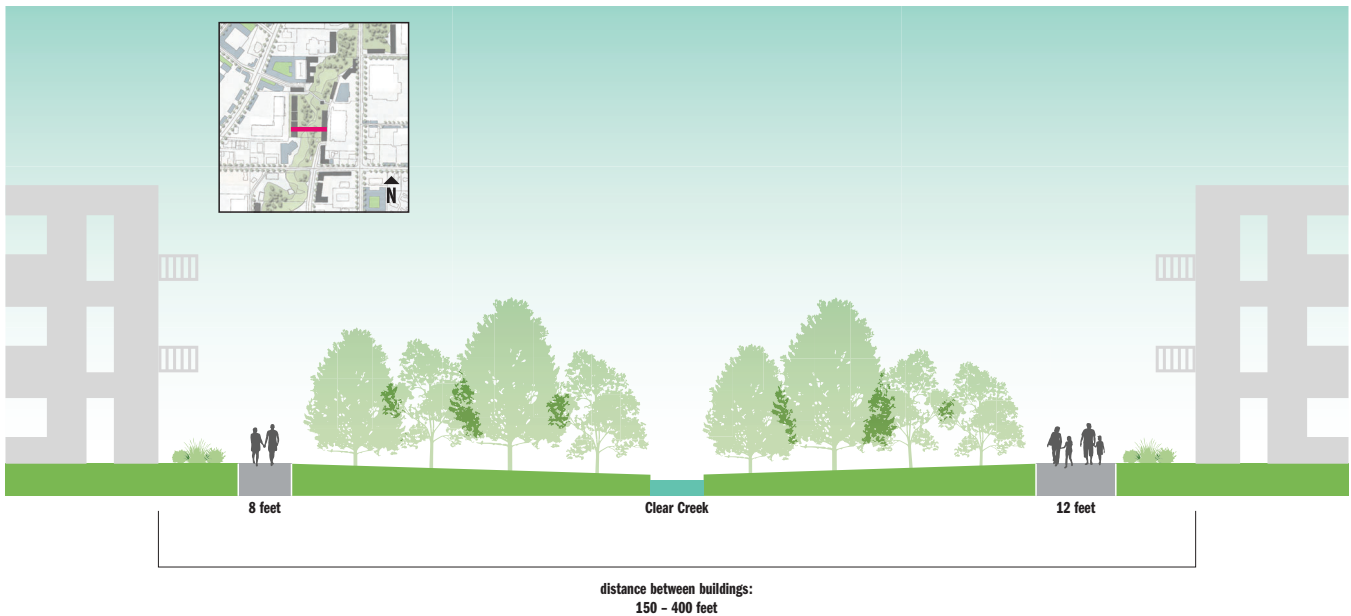 N
8 feet
Clear Creek
12 feet
distance between buildings:
150 – 400 feet